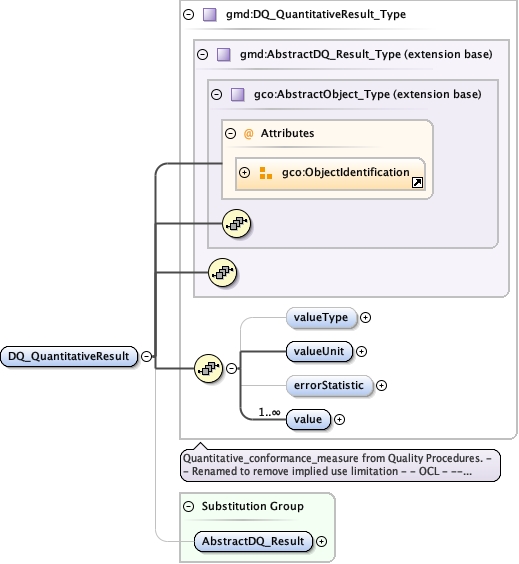 gmd:DQ_QuantitativeResult_Type
gmd:AbstractDQ_Result_Type (extension base)
gco:AbstractObject_Type (extension base)
@ Attributes
gco:ObjectIdentification
valueType
DQ_QuantitativeResult
valueUnit
errorStatistic
1..∞
value
Quantitative_conformance_measure from Quality Procedures. -
- Renamed to remove implied use limitation - - OCL - --...
Substitution Group
AbstractDQ_Result